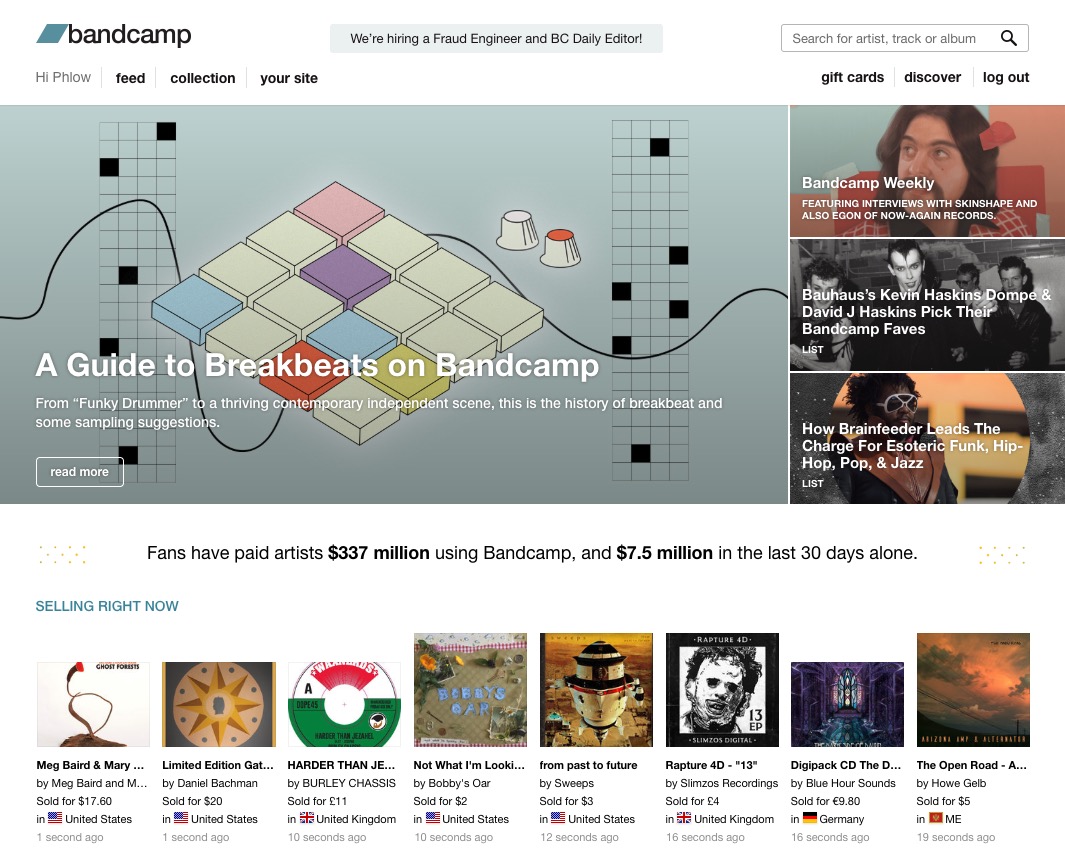 bandcamp
We’re hiring a Fraud Engineer and BC Daily Editor!
Search for artist, track or album
Hi Phlow
feed
collection
your site
gift cards
discover
log out
A Guide to Breakbeats on Bandcamp
From “Funky Drummer” to a thriving contemporary independent scene, this is the history of breakbeat and
some sampling suggestions.
read more
Bandcamp Weekly
FEATURING INTERVIEWS WITH SKINSHAPE AND
ALSO EGON OF NOW-AGAIN RECORDS.
Bauhaus’s Kevin Haskins Dompe &
David J Haskins Pick Their
Bandcamp Faves
LIST
How Brainfeeder Leads The
Charge For Esoteric Funk, Hip-
Hop, Pop, & Jazz
LIST
Fans have paid artists $337 million using Bandcamp, and $7.5 million in the last 30 days alone.
SELLING RIGHT NOW
GHOST FORESTS
Meg Baird & Mary ...
by Meg Baird and M...
Sold for $17.60
in United States
1 second ago
Limited Edition Gat...
by Daniel Bachman
Sold for $20
in United States
1 second ago
A
DOPE45
HARDER THAN JEZAHEL
HARDER THAN JE...
by BURLEY CHASSIS
Sold for £11
in United Kingdom
10 seconds ago
BOBBYS
OAR
Not What I'm Looki...
by Bobby's Oar
Sold for $2
in United States
10 seconds ago
from past to future
by Sweeps
Sold for $3
in United States
12 seconds ago
RAPTURE 4D
13
EP
SLIMZOS DIGITAL
Rapture 4D - "13"
by Slimzos Recordings
Sold for £4
in United Kingdom
16 seconds ago
Digipack CD The D...
by Blue Hour Sounds
Sold for €9.80
in Germany
16 seconds ago
ARIZONA AMP & ALTERNATOR
The Open Road - A...
by Howe Gelb
Sold for $5
in ME
19 seconds ago